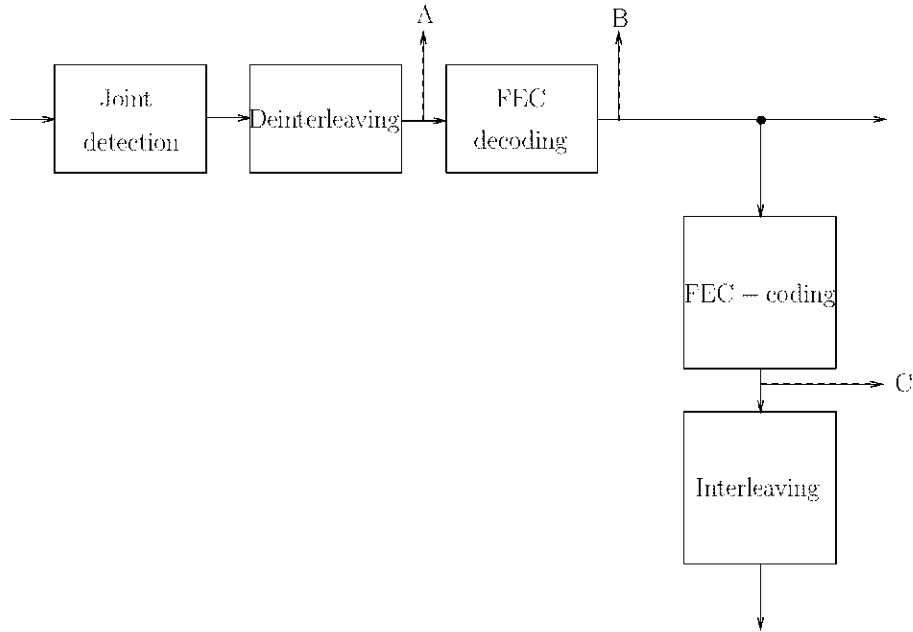 A
B
Joint
detection
Deinterleaving
FEC
decoding
FEC – coding
C
Interleaving